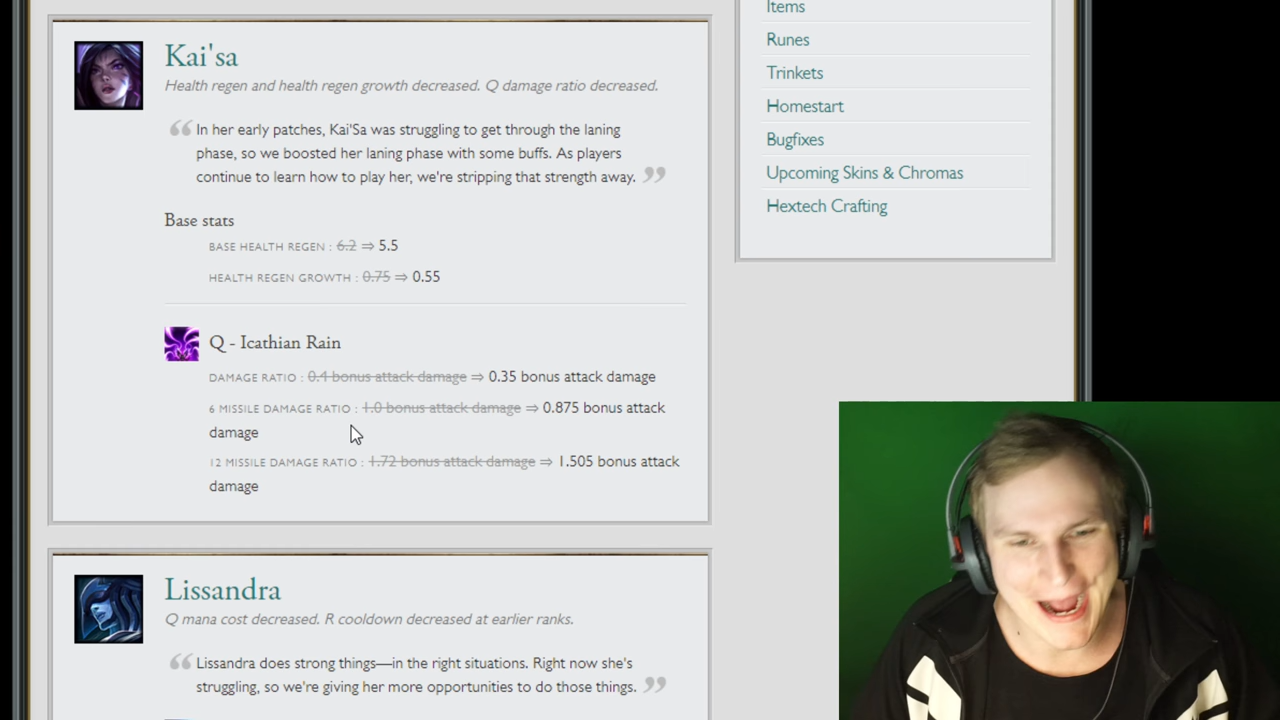 Kai'sa
Health regen and health regen growth decreased. Q damage ratio decreased.
In her early patches, Kai'Sa was struggling to get through the laning
phase, so we boosted her laning phase with some buffs. As players
continue to learn how to play her, we're stripping that strength away.
Base stats
BASE HEALTH REGEN : 6.2 ⇒ 5.5
HEALTH REGEN GROWTH : 0.75 ⇒ 0.55
Q - Icathian Rain
DAMAGE RATIO : 0.4 bonus attack damage ⇒ 0.35 bonus attack damage
6 MISSILE DAMAGE RATIO : 1.0 bonus attack damage ⇒ 0.875 bonus attack
damage
12 MISSILE DAMAGE RATIO : 1.72 bonus attack damage ⇒ 1.505 bonus attack
damage
Lissandra
Q mana cost decreased. R cooldown decreased at earlier ranks.
Lissandra does strong things—in the right situations. Right now she's
struggling, so we're giving her more opportunities to do those things.
Items
Runes
Trinkets
Homestart
Bugfixes
Upcoming Skins & Chromas
Hextech Crafting